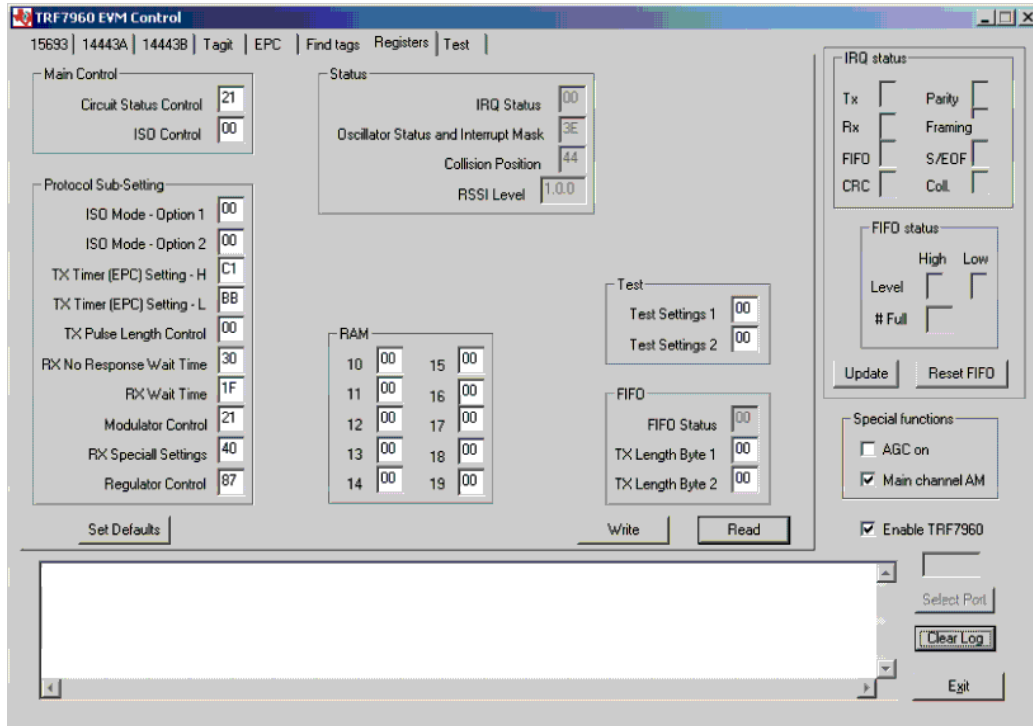 TRF7960 EVM Control
15693 14443A 14443B Tagit EPC Find tags Registers Test
Main Control
Circuit Status Control 21
ISO Control 00
Protocol Sub-Setting
ISO Mode - Option 1 00
ISO Mode - Option 2 00
TX Timer (EPC) Setting - H C1
TX Timer (EPC) Setting - L BB
TX Pulse Length Control 00
RX No Response Wait Time 30
RX Wait Time 1F
Modulator Control 21
RX Speciall Settings 40
Regulator Control 87
Set Defaults
Status
IRQ Status 00
Oscillator Status and Interrupt Mask 3E
Collision Position 44
RSSI Level 1.0.0
RAM
10 00 15 00
11 00 16 00
12 00 17 00
13 00 18 00
14 00 19 00
Test
Test Settings 1 00
Test Settings 2 00
FIFO
FIFO Status 00
TX Length Byte 1 00
TX Length Byte 2 00
Write Read
IRQ status
Tx Parity
Rx Framing
FIFO S/EOF
CRC Coll.
FIFO status
High Low
Level
# Full
Update Reset FIFO
Special functions
AGC on
Main channel AM
Enable TRF7960
Select Port
Clear Log
Exit